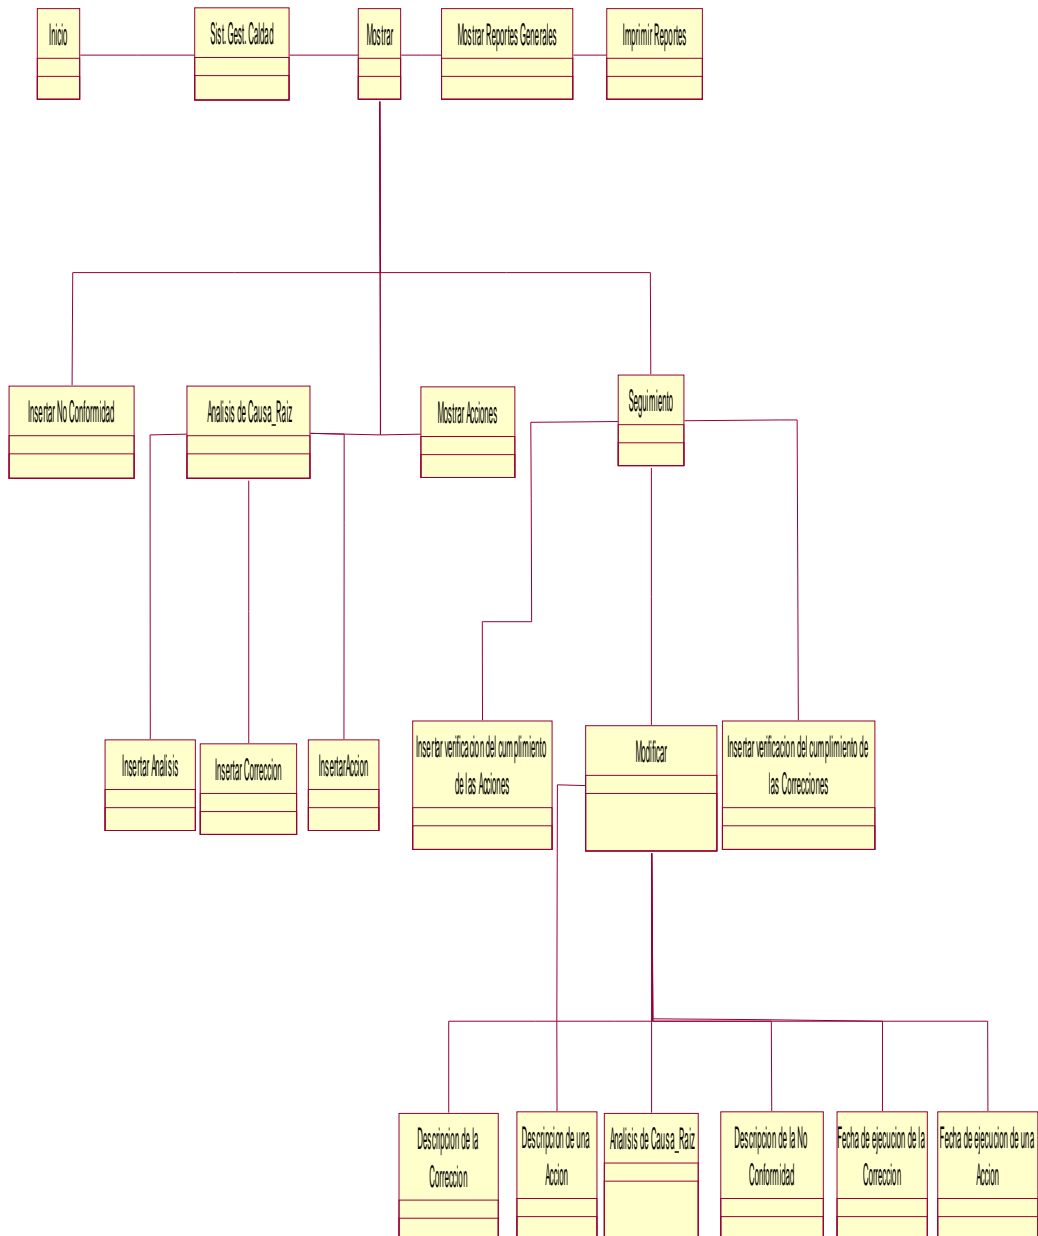 Inicio
Sist. Gest. Caldad
Mostrar
Mostrar Reportes Generales
Imprimir Reportes
Insertar No Conformidad
Analisis de Causa_Raiz
Mostrar Acciones
Seguimiento
Insertar Analisis
Insertar Correccion
InsertarAccion
Insertar verificacion del cumplimiento
de las Acciones
Modificar
Insertar verificacion del cumplimiento de
las Correcciones
Descripcion de la
Correccion
Descripcion de una
Accion
Analisis de Causa_Raiz
Descripcion de la No
Conformidad
Fecha de ejecucion de la
Correccion
Fecha de ejecucion de una
Accion